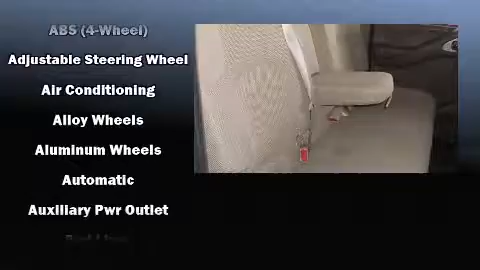 ABS (4-Wheel)
Adjustable Steering Wheel
Air Conditioning
Alloy Wheels
Aluminum Wheels
Automatic
Auxiliary Pwr Outlet